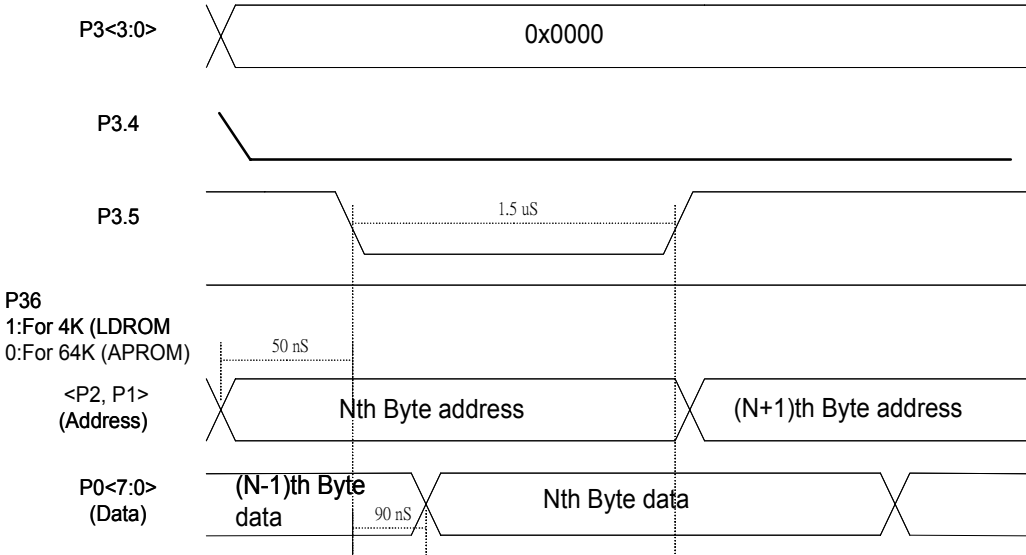 P3<3:0>
0x0000
P3.4
P3.5
1.5 uS
P36
1:For 4K (LDROM
0:For 64K (APROM)
50 nS
<P2, P1>
(Address)
Nth Byte address
(N+1)th Byte address
P0<7:0>
(Data)
(N-1)th Byte
data
90 nS
Nth Byte data